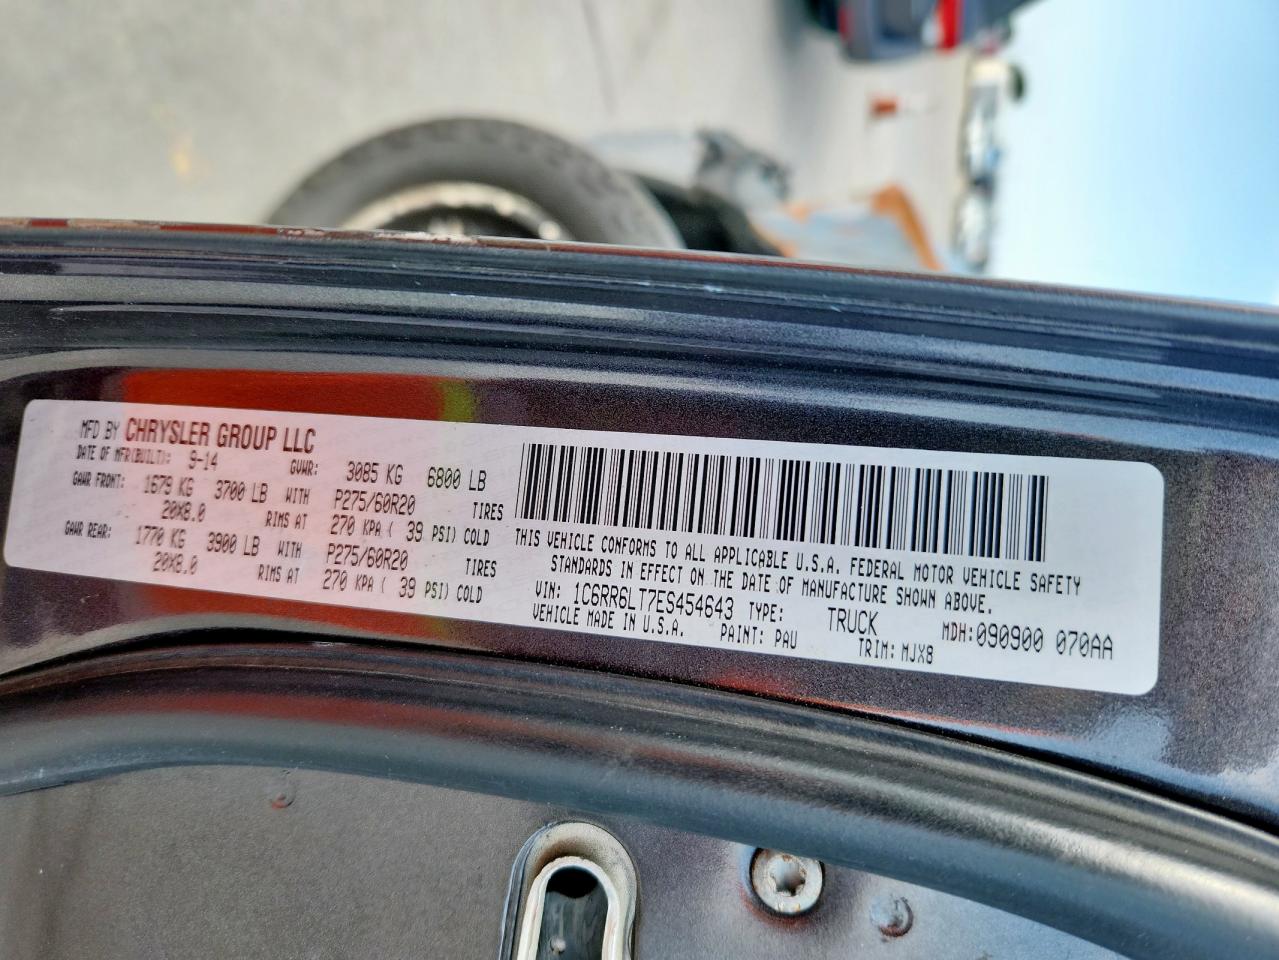 MFD BY CHRYSLER GROUP LLC
DATE OF MFR(BUILT): 9-14 GVWR: 3085 KG 6800 LB
GAWR FRONT: 1679 KG 3700 LB WITH P275/60R20 TIRES
20X8.0 RIMS AT 270 KPA ( 39 PSI) COLD
GAWR REAR: 1770 KG 3900 LB WITH P275/60R20 TIRES
20X8.0 RIMS AT 270 KPA ( 39 PSI) COLD
THIS VEHICLE CONFORMS TO ALL APPLICABLE U.S.A. FEDERAL MOTOR VEHICLE SAFETY
STANDARDS IN EFFECT ON THE DATE OF MANUFACTURE SHOWN ABOVE.
VIN: 1C6RR6LT7ES454643 TYPE: TRUCK MDH:090900 070AA
VEHICLE MADE IN U.S.A. PAINT: PAU TRIM: MJX8